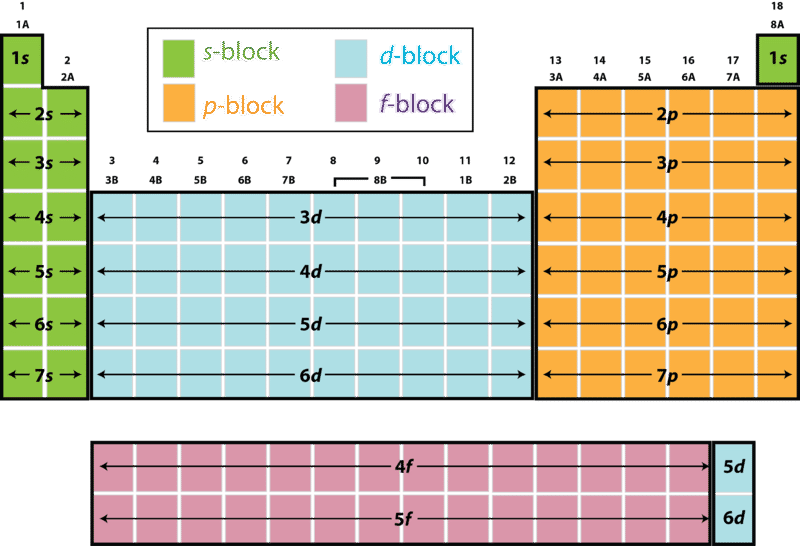 1 18
1A 8A
s-block d-block
p-block f-block
1s 1s
2 13 14 15 16 17
2A 3A 4A 5A 6A 7A
2s 2p
3s 3p
3 4 5 6 7 8 9 10 11 12
3B 4B 5B 6B 7B 8B 1B 2B
4s 3d 4p
5s 4d 5p
6s 5d 6p
7s 6d 7p
4f 5d
5f 6d